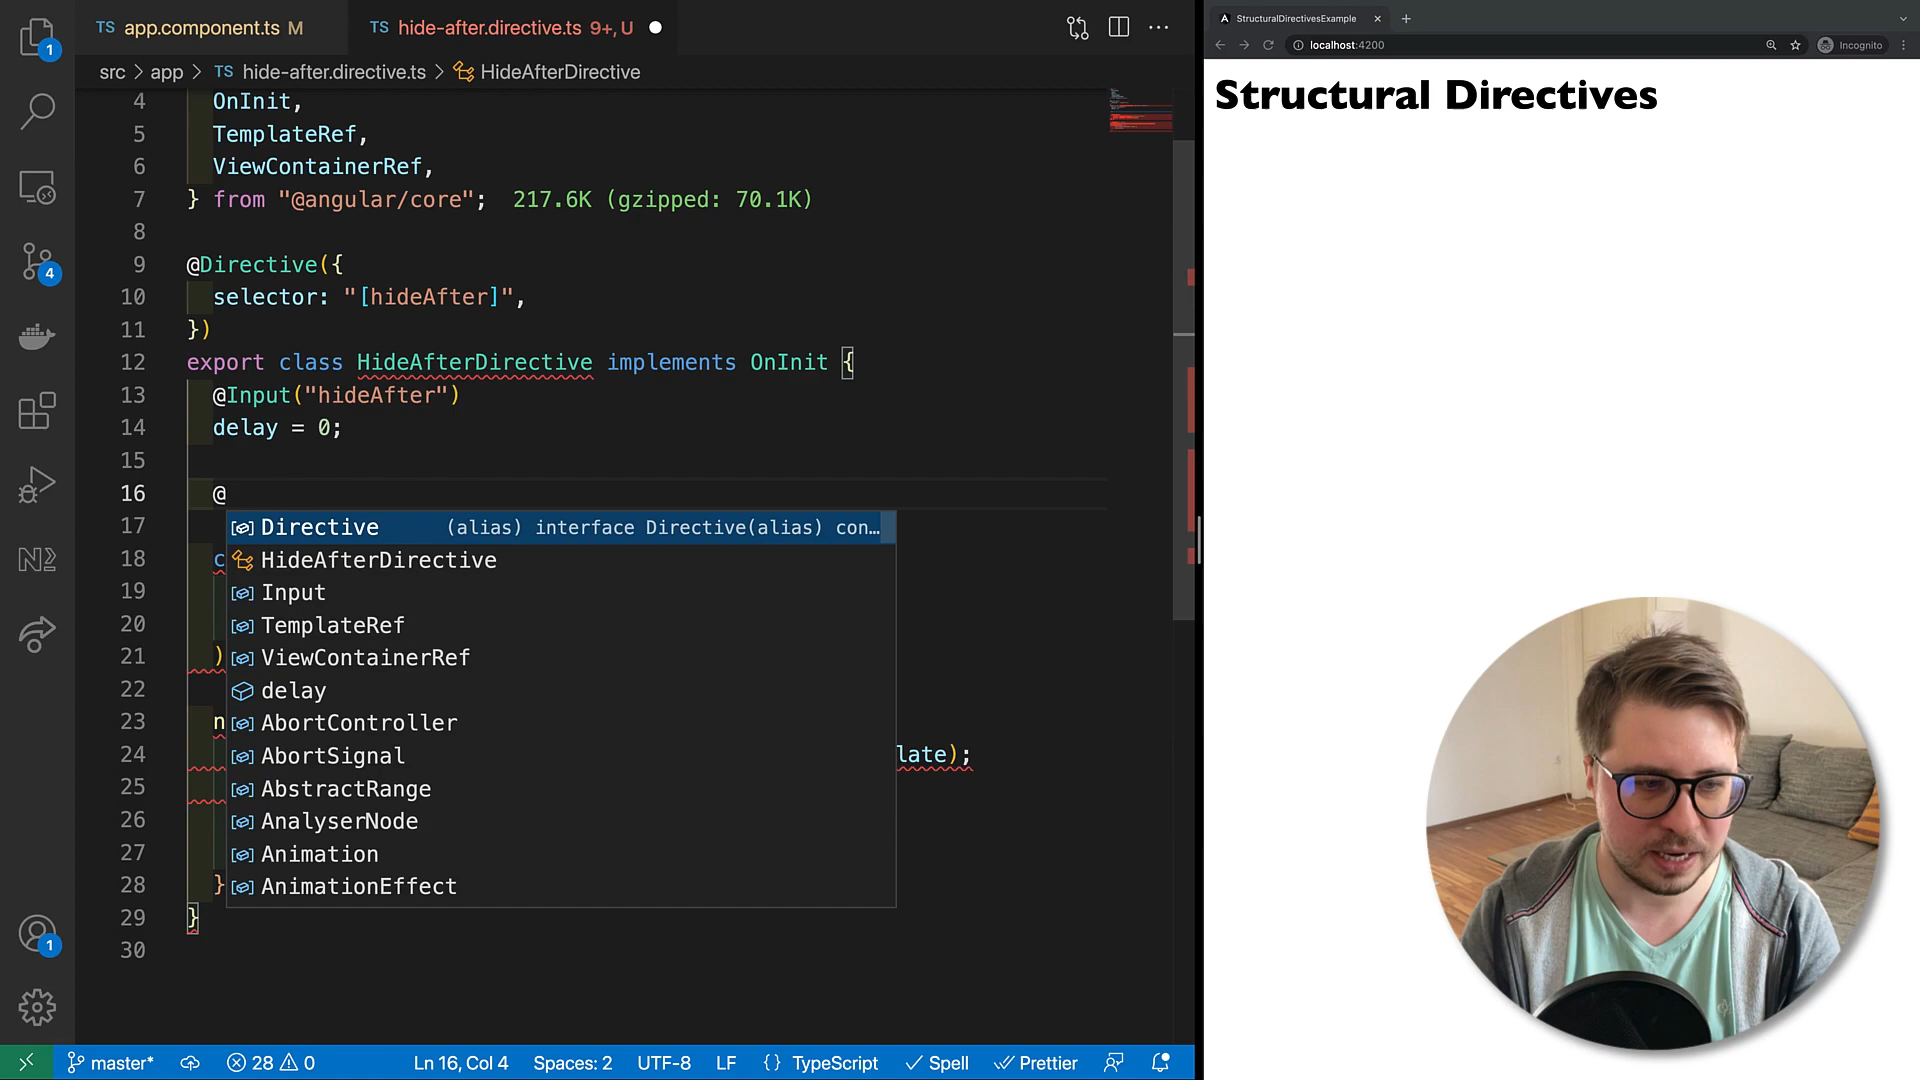 TS app.component.ts M
TS hide-after.directive.ts 9+, U
src > app > TS hide-after.directive.ts > HideAfterDirective
4 OnInit,
5 TemplateRef,
6 ViewContainerRef,
7 } from "@angular/core"; 217.6K (gzipped: 70.1K)
8
9 @Directive({
10 selector: "[hideAfter]",
11 })
12 export class HideAfterDirective implements OnInit {
13 @Input("hideAfter")
14 delay = 0;
15
16 @
17 Directive (alias) interface Directive(alias) con…
18 c HideAfterDirective
19 Input
20 TemplateRef
21 ) ViewContainerRef
22 delay
23 n AbortController
24 AbortSignal late);
25 AbstractRange
26 AnalyserNode
27 Animation
28 } AnimationEffect
29 }
30
1
4
1
master* 28 0 Ln 16, Col 4 Spaces: 2 UTF-8 LF {} TypeScript Spell Prettier
StructuralDirectivesExample
localhost:4200
Incognito
Structural Directives